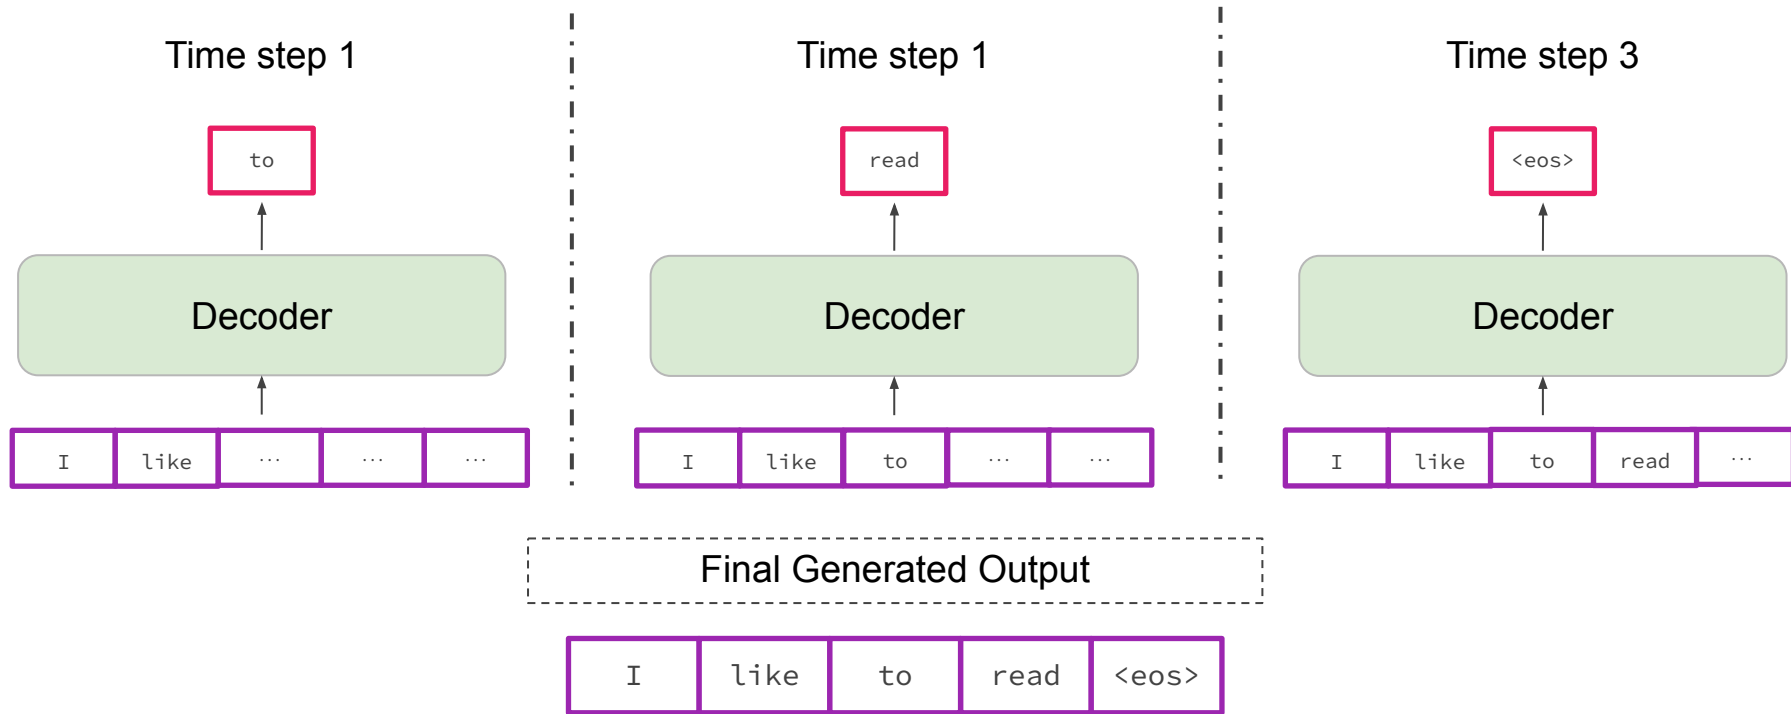 Time step 1
to
Decoder
I like ... ... ...
Time step 1
read
Decoder
I like to ... ...
Time step 3
<eos>
Decoder
I like to read ...
Final Generated Output
I like to read <eos>